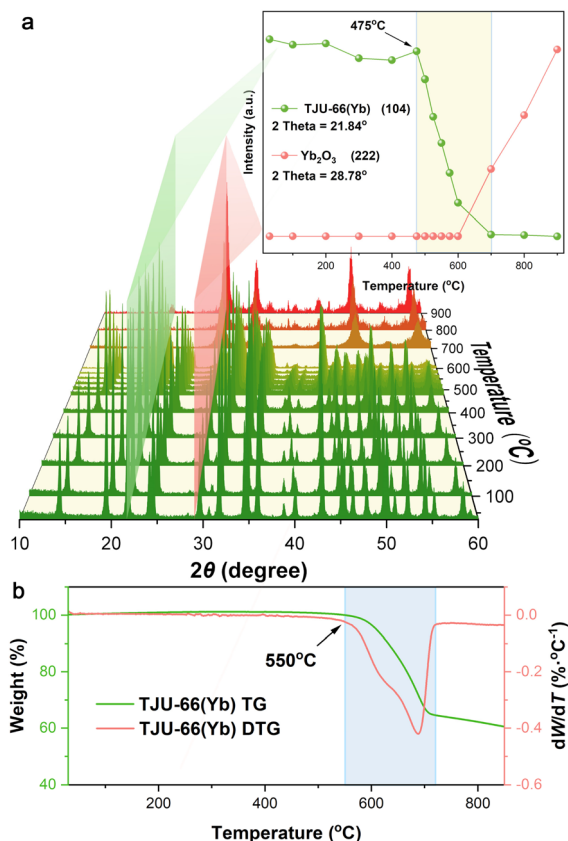 a
475°C
TJU-66(Yb) (104)
2 Theta = 21.84°
Yb₂O₃ (222)
2 Theta = 28.78°
Intensity (a.u.)
0 200 400 600 800
Temperature (°C)
900
800
700
600
500
400
300
200
100
Temperature (°C)
10 20 30 40 50 60
2θ (degree)
b
100
80
60
40
Weight (%)
550°C
TJU-66(Yb) TG
TJU-66(Yb) DTG
0.0
-0.2
-0.4
-0.6
dW/dT (%·°C⁻¹)
200 400 600 800
Temperature (°C)